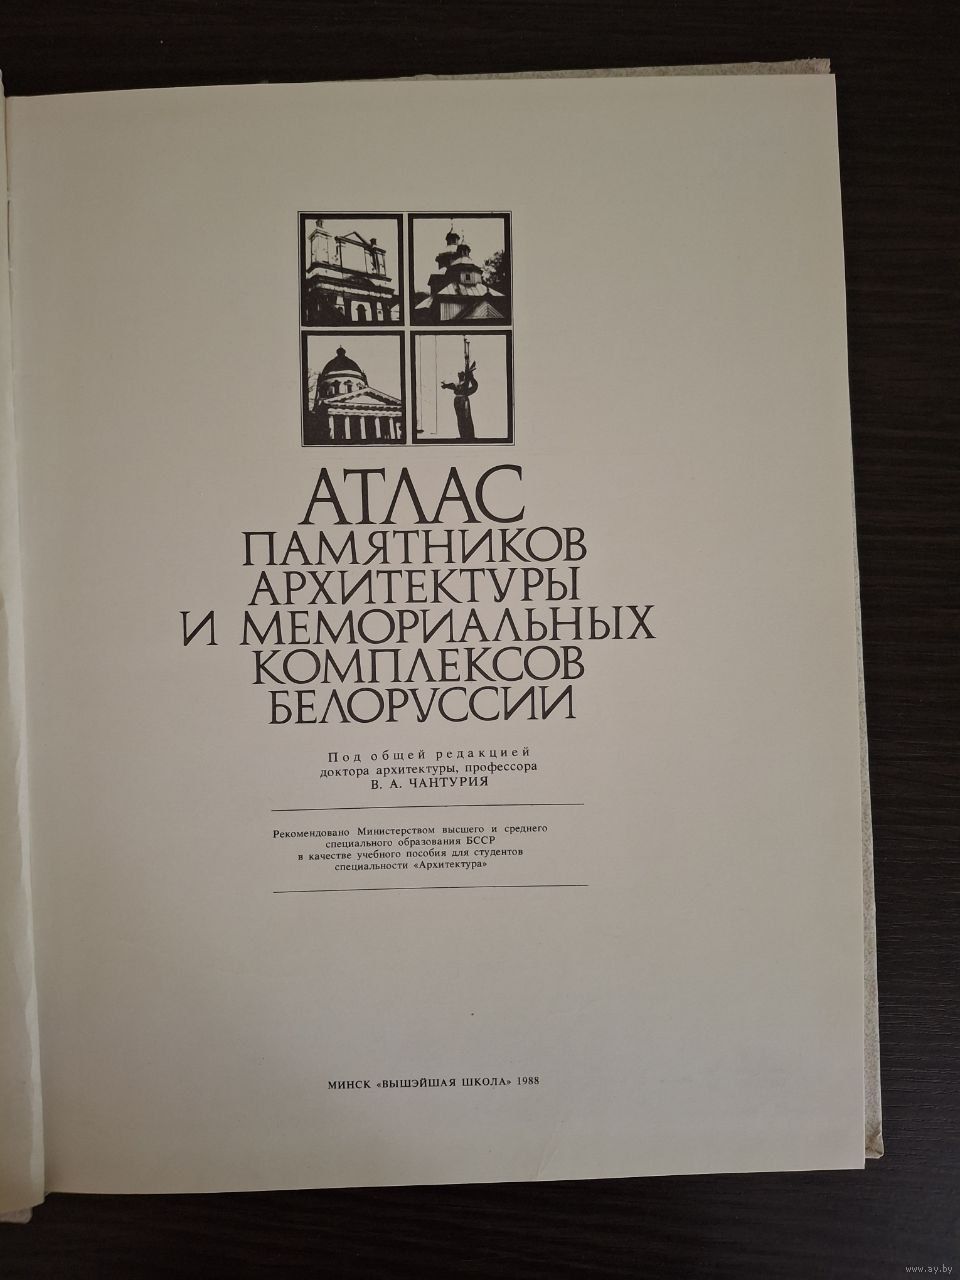 АТЛАС
ПАМЯТНИКОВ
АРХИТЕКТУРЫ
И МЕМОРИАЛЬНЫХ
КОМПЛЕКСОВ
БЕЛОРУССИИ
Под общей редакцией
доктора архитектуры, профессора
В. А. ЧАНТУРИЯ
Рекомендовано Министерством высшего и среднего
специального образования БССР
в качестве учебного пособия для студентов
специальности «Архитектура»
МИНСК «ВЫШЭЙШАЯ ШКОЛА» 1988
www.ay.by